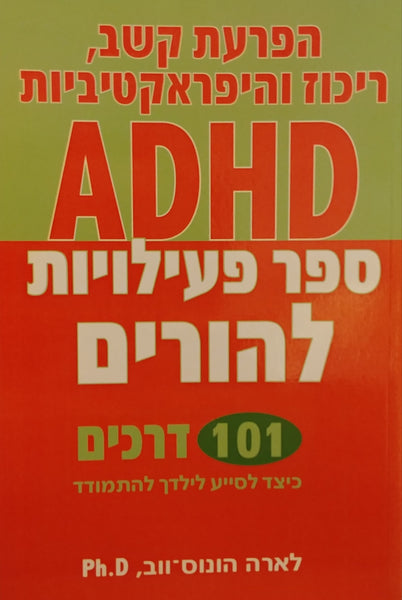 הפרעת קשב,
ריכוז והיפראקטיביות
ADHD
ספר פעילויות
להורים
101 דרכים
כיצד לסייע לילדך להתמודד
לארה הונוס־ווב, Ph.D